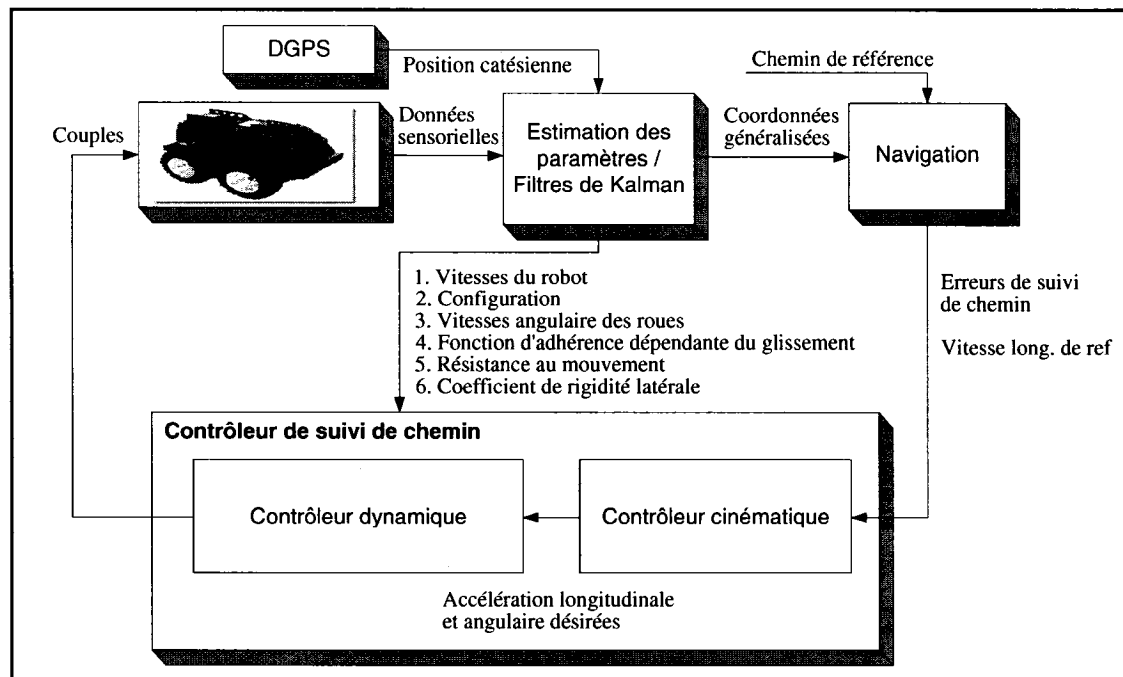 DGPS
Position catésienne
Chemin de référence
Couples
Données
sensorielles
Estimation des
paramètres /
Filtres de Kalman
Coordonnées
généralisées
Navigation
1. Vitesses du robot
2. Configuration
3. Vitesses angulaire des roues
4. Fonction d'adhérence dépendante du glissement
5. Résistance au mouvement
6. Coefficient de rigidité latérale
Erreurs de suivi
de chemin
Vitesse long. de ref
Contrôleur de suivi de chemin
Contrôleur dynamique
Contrôleur cinématique
Accélération longitudinale
et angulaire désirées